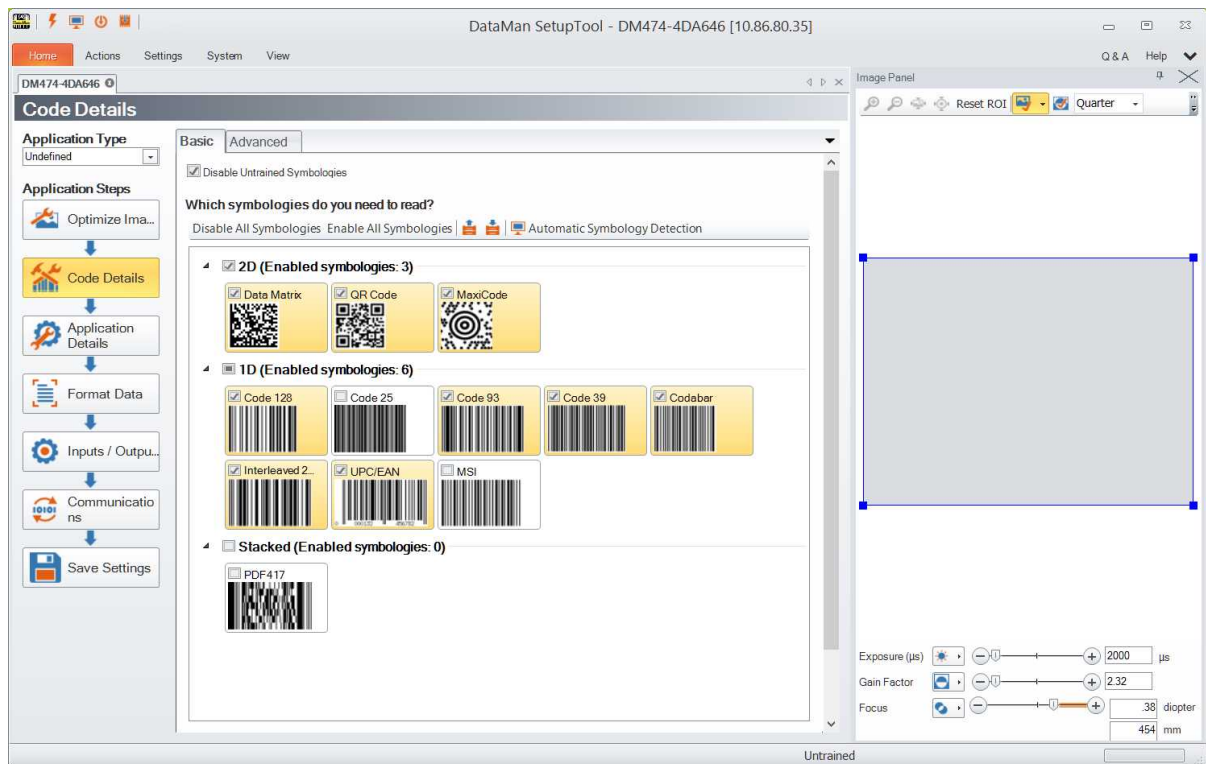 DataMan SetupTool - DM474-4DA646 [10.86.80.35]
Home Actions Settings System View Q & A Help
DM474-4DA646
Image Panel
Code Details
Reset ROI Quarter
Application Type
Undefined
Application Steps
Optimize Ima...
Code Details
Application
Details
Format Data
Inputs / Outpu...
Communicatio
ns
Save Settings
Basic Advanced
Disable Untrained Symbologies
Which symbologies do you need to read?
Disable All Symbologies Enable All Symbologies Automatic Symbology Detection
2D (Enabled symbologies: 3)
Data Matrix QR Code MaxiCode
1D (Enabled symbologies: 6)
Code 128 Code 25 Code 93 Code 39 Codabar
Interleaved 2... UPC/EAN MSI
Stacked (Enabled symbologies: 0)
PDF417
Exposure (µs) 2000 µs
Gain Factor 2.32
Focus .38 diopter
454 mm
Untrained